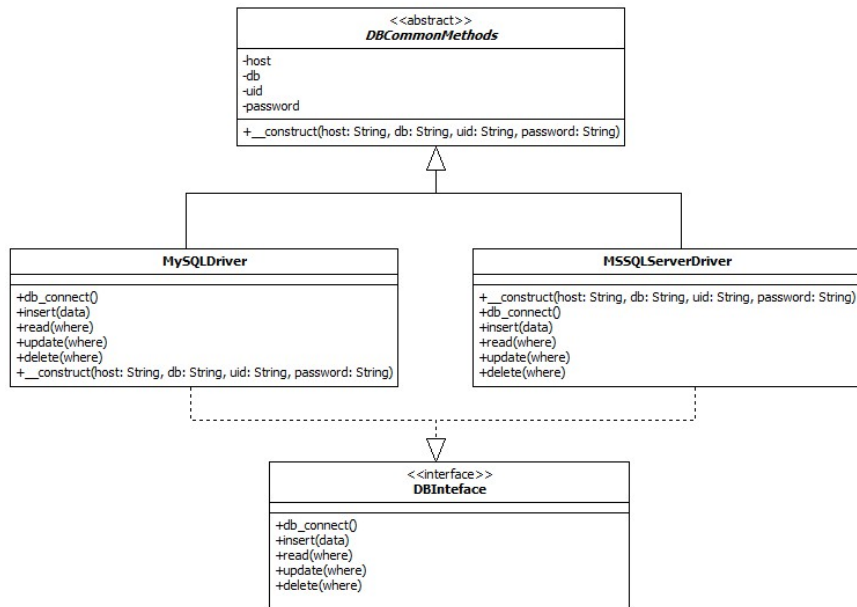 <<abstract>>
DBCommonMethods
-host
-db
-uid
-password
+__construct(host: String, db: String, uid: String, password: String)
MySQLDriver
+db_connect()
+insert(data)
+read(where)
+update(where)
+delete(where)
+__construct(host: String, db: String, uid: String, password: String)
MSSQLServerDriver
+__construct(host: String, db: String, uid: String, password: String)
+db_connect()
+insert(data)
+read(where)
+update(where)
+delete(where)
<<interface>>
DBInteface
+db_connect()
+insert(data)
+read(where)
+update(where)
+delete(where)